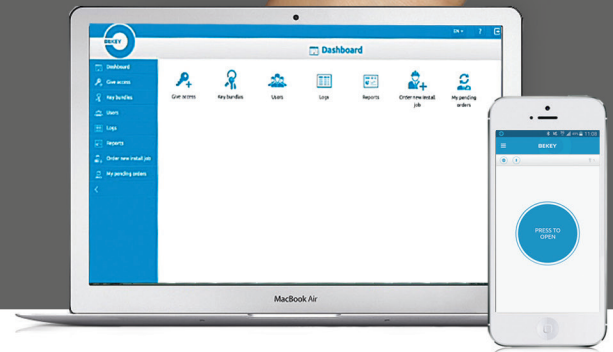 BEKEY
EN
?
Dashboard
Dashboard
Give access
Key bundles
Users
Logs
Reports
Order new install job
My pending orders
Give access
Key bundles
Users
Logs
Reports
Order new install
job
My pending
orders
MacBook Air
11:08
BEKEY
PRESS TO
OPEN